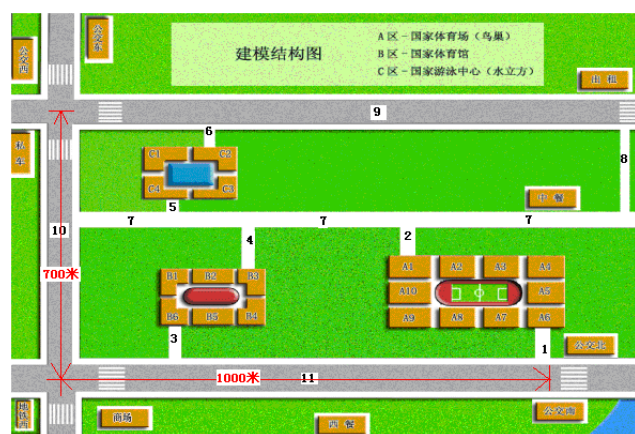 建模结构图
A区－国家体育场（鸟巢）
B区－国家体育馆
C区－国家游泳中心（水立方）
公交东
公交西
出租
9
私车
6
C1
C2
C4
C3
5
8
中餐
7
7
7
10
4
2
700米
B1
B2
B3
B6
B5
B4
A1
A2
A3
A4
A10
A5
A9
A8
A7
A6
3
1
公交北
1000米
11
地铁西
商场
西餐
公交南